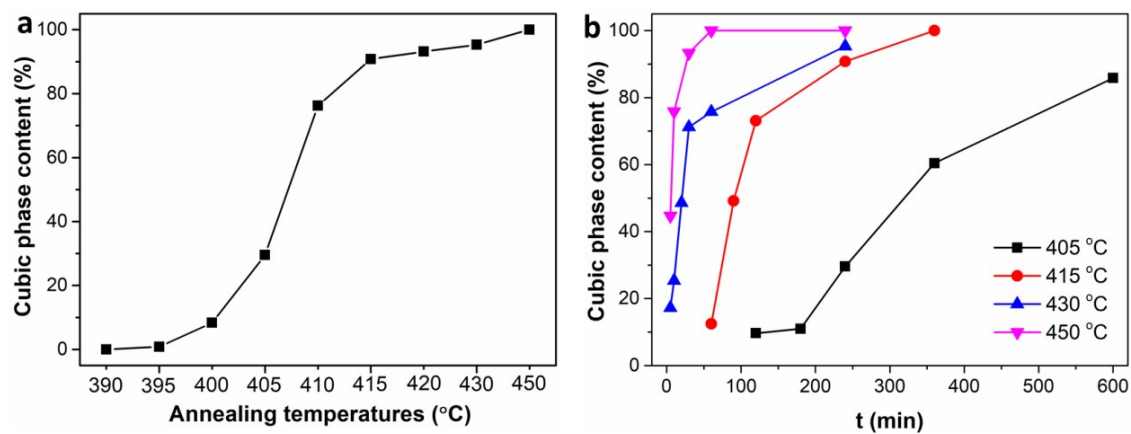 a
Cubic phase content (%)
100
80
60
40
20
0
390 395 400 405 410 415 420 430 450
Annealing temperatures (°C)
b
Cubic phase content (%)
100
80
60
40
20
0
405 °C
415 °C
430 °C
450 °C
0 100 200 300 400 500 600
t (min)